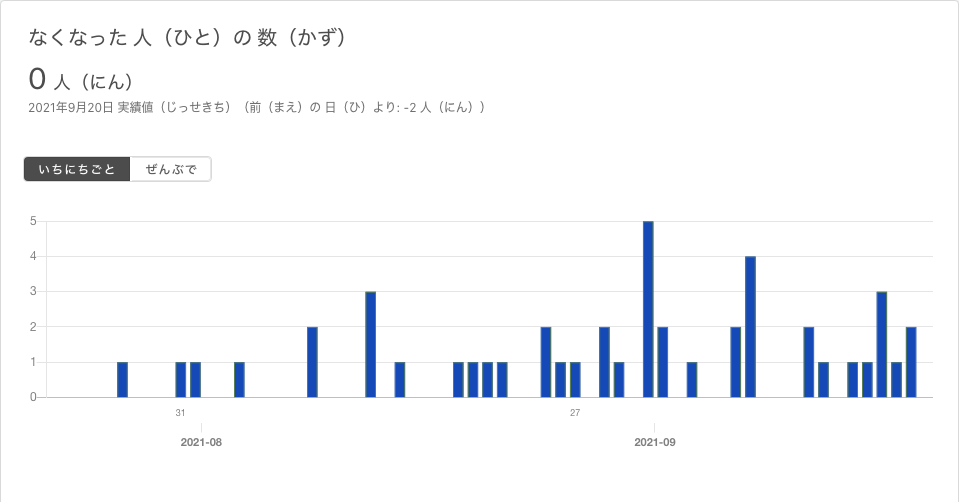 なくなった 人（ひと）の 数（かず）
0 人（にん）
2021年9月20日 実績値（じっせきち）（前（まえ）の 日（ひ）より: -2 人（にん））
いちにちごと ぜんぶで
5
4
3
2
1
0
31 27
2021-08 2021-09